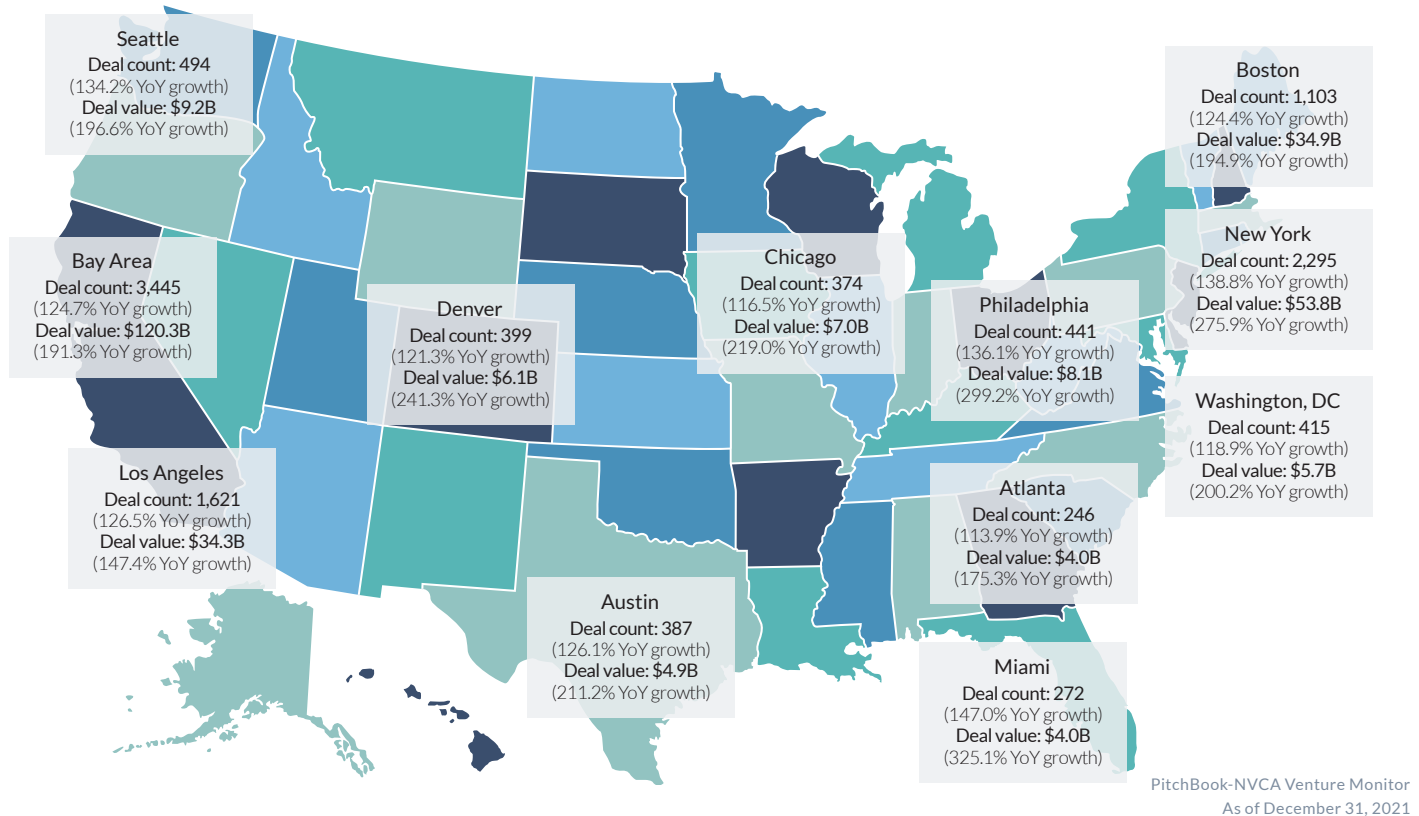 Seattle
Deal count: 494
(134.2% YoY growth)
Deal value: $9.2B
(196.6% YoY growth)
Boston
Deal count: 1,103
(124.4% YoY growth)
Deal value: $34.9B
(194.9% YoY growth)
Bay Area
Deal count: 3,445
(124.7% YoY growth)
Deal value: $120.3B
(191.3% YoY growth)
Denver
Deal count: 399
(121.3% YoY growth)
Deal value: $6.1B
(241.3% YoY growth)
Chicago
Deal count: 374
(116.5% YoY growth)
Deal value: $7.0B
(219.0% YoY growth)
Philadelphia
Deal count: 441
(136.1% YoY growth)
Deal value: $8.1B
(299.2% YoY growth)
New York
Deal count: 2,295
(138.8% YoY growth)
Deal value: $53.8B
(275.9% YoY growth)
Washington, DC
Deal count: 415
(118.9% YoY growth)
Deal value: $5.7B
(200.2% YoY growth)
Los Angeles
Deal count: 1,621
(126.5% YoY growth)
Deal value: $34.3B
(147.4% YoY growth)
Atlanta
Deal count: 246
(113.9% YoY growth)
Deal value: $4.0B
(175.3% YoY growth)
Austin
Deal count: 387
(126.1% YoY growth)
Deal value: $4.9B
(211.2% YoY growth)
Miami
Deal count: 272
(147.0% YoY growth)
Deal value: $4.0B
(325.1% YoY growth)
PitchBook-NVCA Venture Monitor
As of December 31, 2021